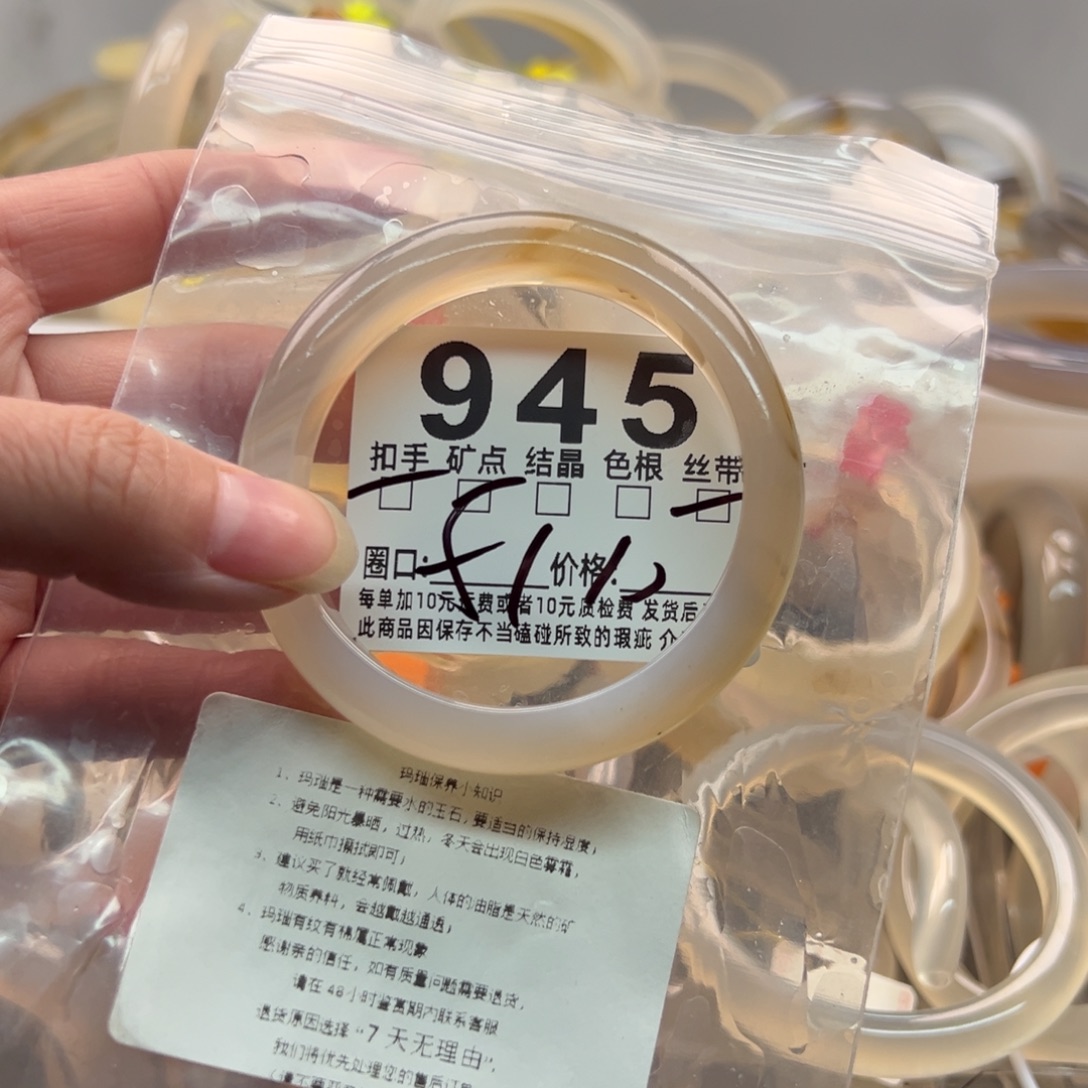 945
扣手 矿点 结晶 色根 丝带
圈口: 价格:
每单加10元 费或者10元质检费 发货后
此商品因保存不当磕碰所致的瑕疵 介
玛瑙保养小知识
1、玛瑙是一种需要水的玉石，要适当的保持湿度，
2、避免阳光暴晒，过热，冬天会出现白色雾霜，
用纸巾擦拭即可，
3、建议买了就经常佩戴，人体的油脂是天然的矿
物质养料，会越戴越通透，
4、玛瑙有纹有棉属正常现象
感谢亲的信任，如有质量问题需要退货，
请在48小时鉴赏期内联系客服
退货原因选择“7天无理由”，
我们将优先处理您的售后订单